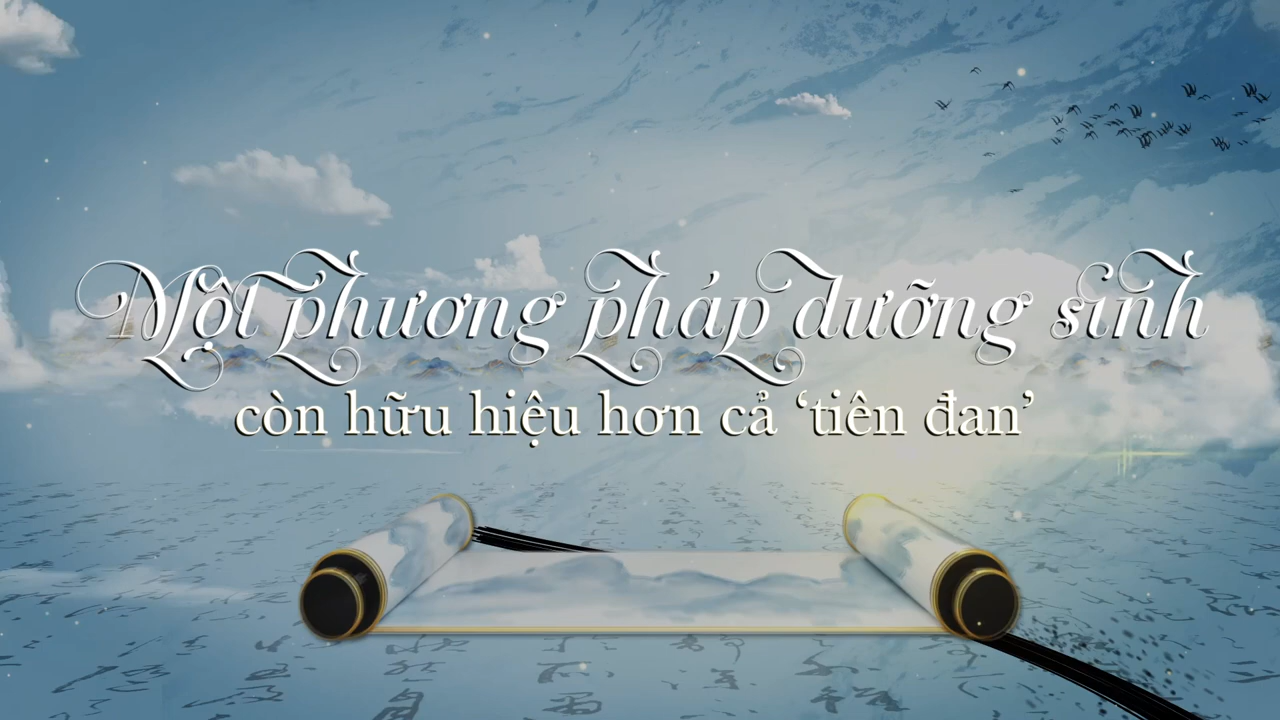 Một phương pháp dưỡng sinh
còn hữu hiệu hơn cả ‘tiên đan’